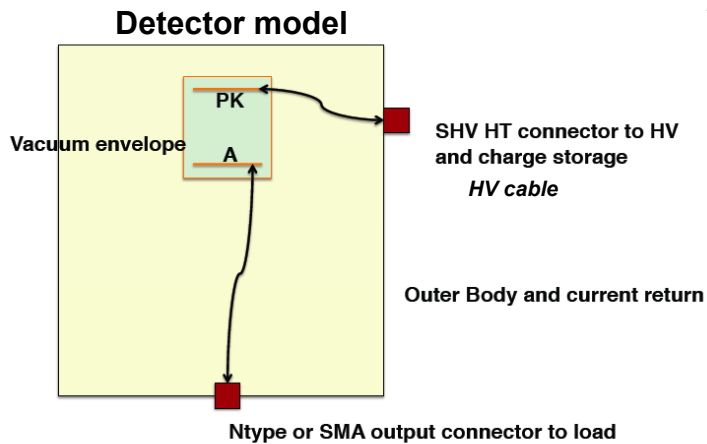 Detector model
PK
Vacuum envelope
A
SHV HT connector to HV
and charge storage
HV cable
Outer Body and current return
Ntype or SMA output connector to load